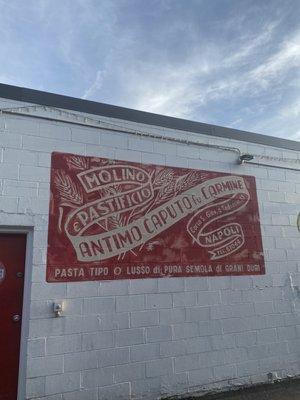 MOLINO
e PASTIFICIO
ANTIMO CAPUTO fu CARMINE
NAPOLI
PASTA TIPO O LUSSO di PURA SEMOLA di GRANI DURI